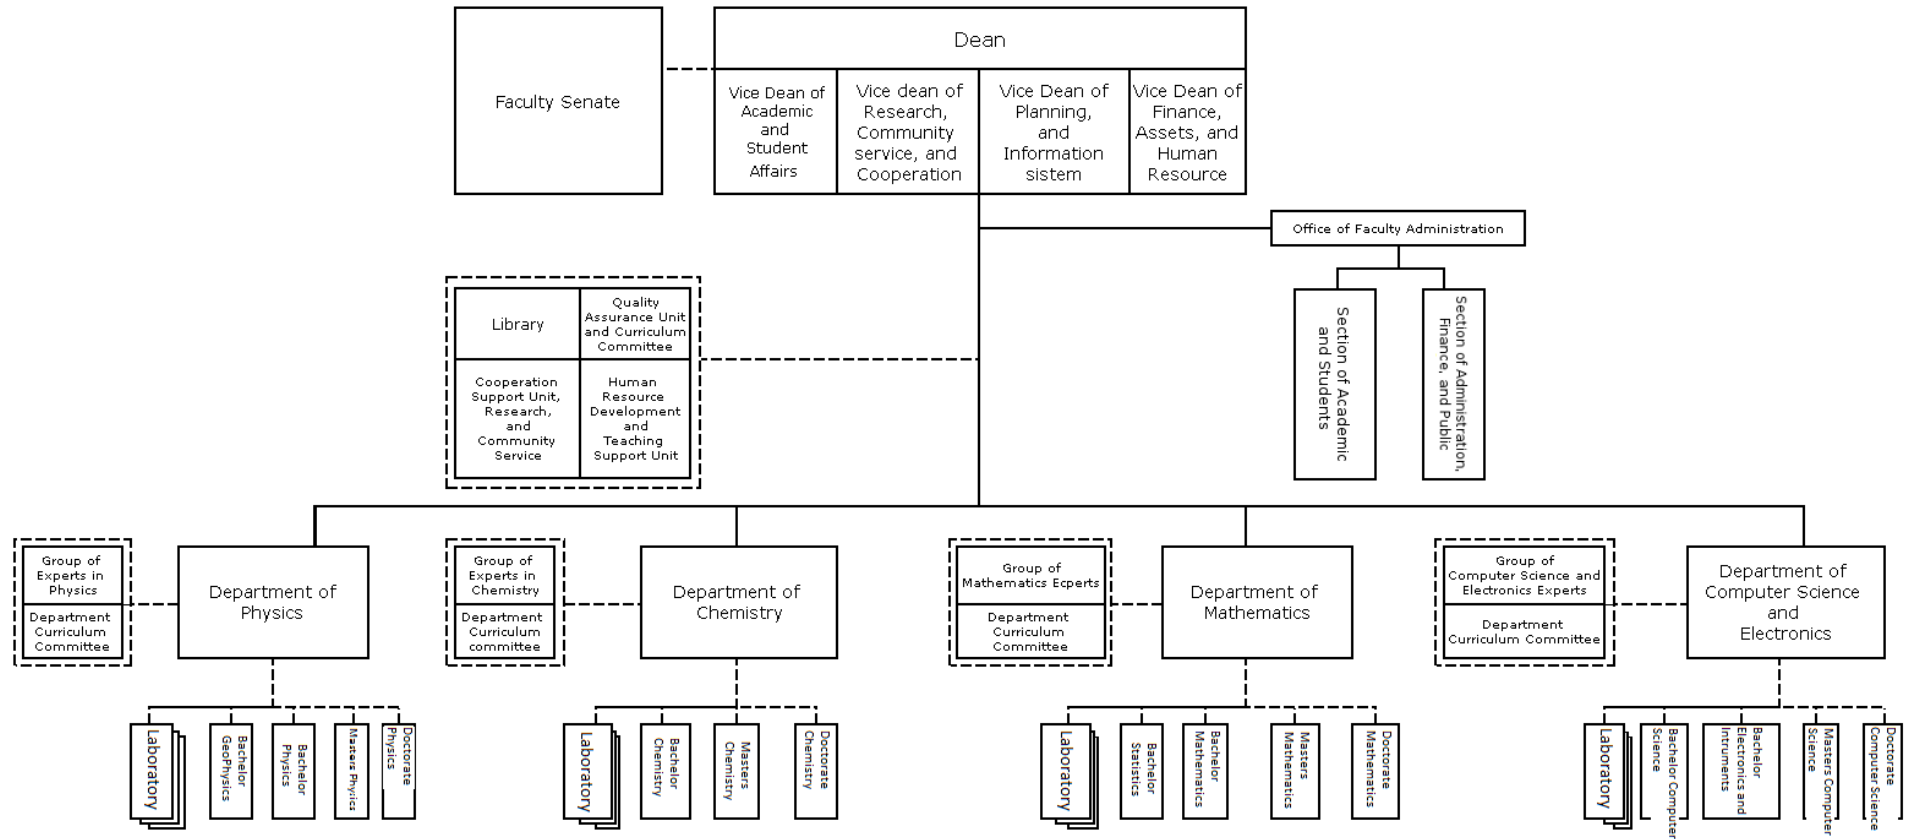 Faculty Senate
Dean
Vice Dean of
Academic
and
Student
Affairs
Vice dean of
Research,
Community
service, and
Cooperation
Vice Dean of
Planning,
and
Information
sistem
Vice Dean of
Finance,
Assets, and
Human
Resource
Office of Faculty Administration
Section of Academic
and Students
Section of Administration,
Finance, and Public
Library
Quality
Assurance Unit
and Curriculum
Committee
Cooperation
Support Unit,
Research,
and
Community
Service
Human
Resource
Development
and
Teaching
Support Unit
Group of
Experts in
Physics
Department
Curriculum
Committee
Department of
Physics
Group of
Experts in
Chemistry
Department
Curriculum
committee
Department of
Chemistry
Group of
Mathematics Ecperts
Department
Curriculum
Committee
Department of
Mathematics
Group of
Computer Science and
Electronics Experts
Department
Curriculum Committee
Department of
Computer Science
and
Electronics
Laboratory
Bachelor
GeoPhysics
Bachelor
Physics
Masters Physics
Doctorate
Physics
Laboratory
Bachelor
Chemistry
Masters
Chemistry
Doctorate
Chemistry
Laboratory
Bachelor
Statistics
Bachelor
Mathematics
Masters
Mathematics
Doctorate
Mathematics
Laboratory
Bachelor Computer
Science
Bachelor
Electronics and
Intruments
Masters Computer
Science
Doctorate
Computer Science